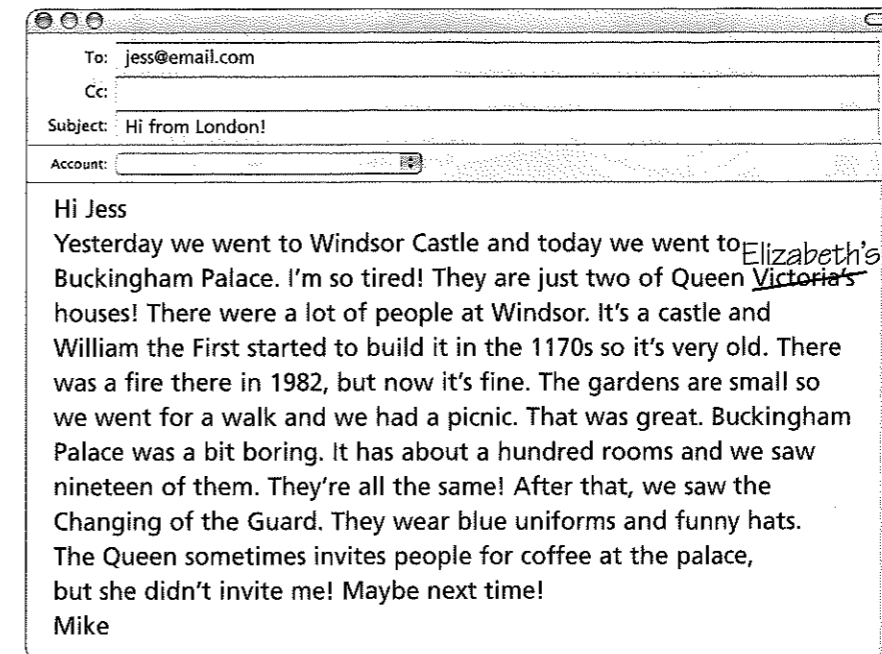 To: jess@email.com
Cc:
Subject: Hi from London!
Account:
Hi Jess
Yesterday we went to Windsor Castle and today we went to Elizabeth's
Buckingham Palace. I'm so tired! They are just two of Queen Victoria's
houses! There were a lot of people at Windsor. It's a castle and
William the First started to build it in the 1170s so it's very old. There
was a fire there in 1982, but now it's fine. The gardens are small so
we went for a walk and we had a picnic. That was great. Buckingham
Palace was a bit boring. It has about a hundred rooms and we saw
nineteen of them. They're all the same! After that, we saw the
Changing of the Guard. They wear blue uniforms and funny hats.
The Queen sometimes invites people for coffee at the palace,
but she didn't invite me! Maybe next time!
Mike